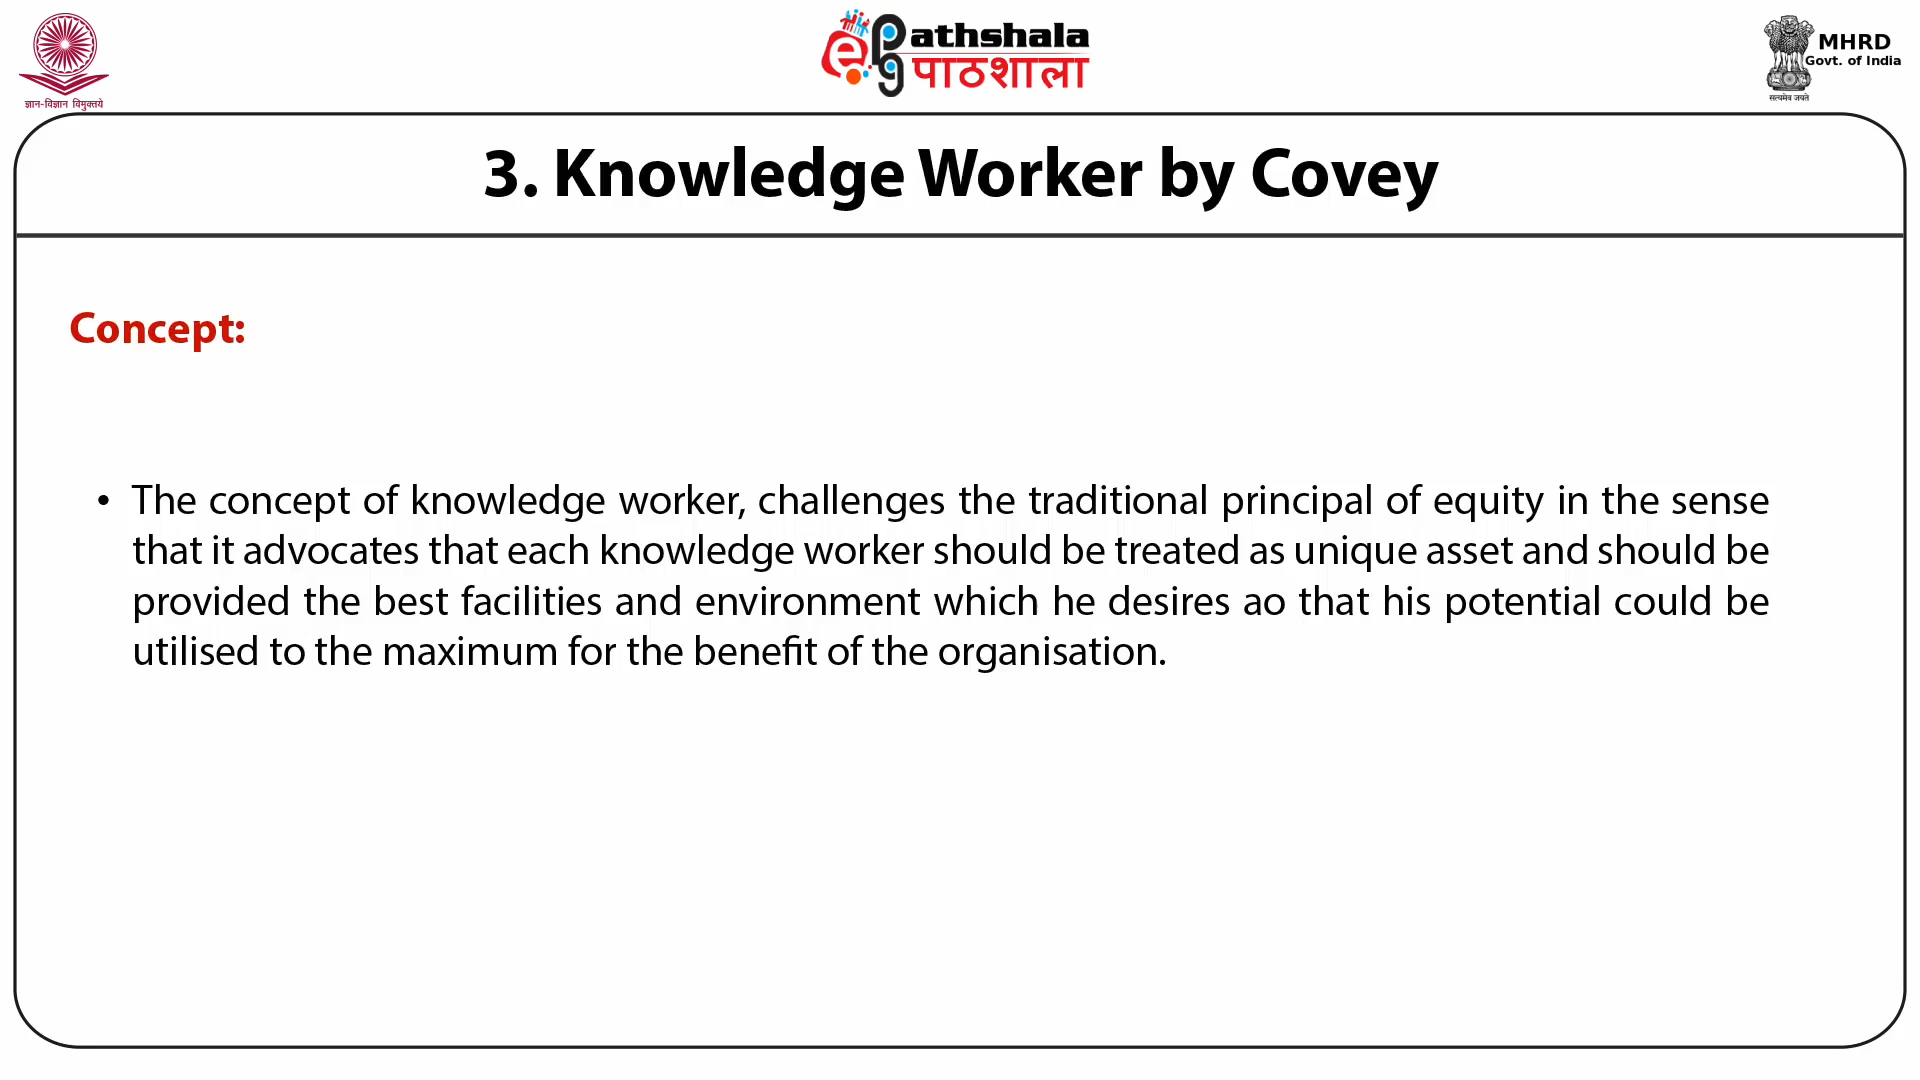 ज्ञान-विज्ञान विमुक्तये
e Pathshala
पाठशाला
pg
MHRD
Govt. of India
सत्यमेव जयते
3. Knowledge Worker by Covey
Concept:
• The concept of knowledge worker, challenges the traditional principal of equity in the sense
that it advocates that each knowledge worker should be treated as unique asset and should be
provided the best facilities and environment which he desires ao that his potential could be
utilised to the maximum for the benefit of the organisation.